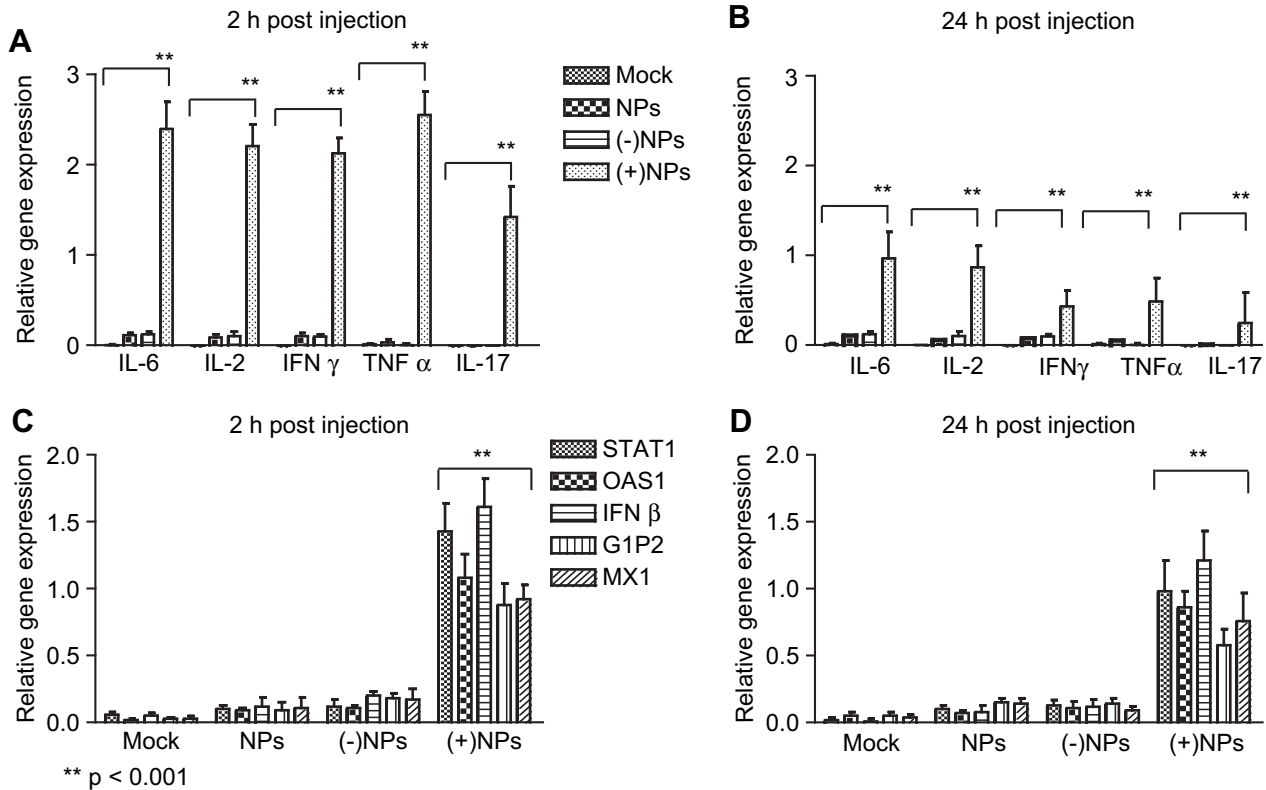 A
2 h post injection
Relative gene expression
3
2
1
0
** ** ** ** **
IL-6 IL-2 IFN γ TNF α IL-17
Mock
NPs
(-)NPs
(+)NPs
B
24 h post injection
Relative gene expression
3
2
1
0
** ** ** ** **
IL-6 IL-2 IFNγ TNFα IL-17
C
2 h post injection
Relative gene expression
2.0
1.5
1.0
0.5
0.0
**
Mock NPs (-)NPs (+)NPs
STAT1
OAS1
IFN β
G1P2
MX1
D
24 h post injection
Relative gene expression
2.0
1.5
1.0
0.5
0.0
**
Mock NPs (-)NPs (+)NPs
** p < 0.001